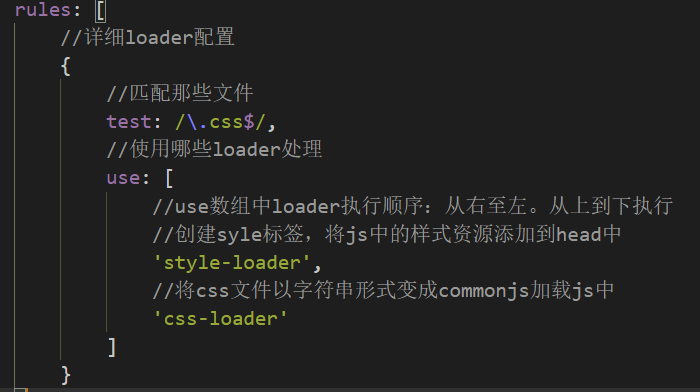 rules: [
//详细loader配置
{
//匹配那些文件
test: /\.css$/,
//使用哪些loader处理
use: [
//use数组中loader执行顺序：从右至左。从上到下执行
//创建syle标签，将js中的样式资源添加到head中
'style-loader',
//将css文件以字符串形式变成commonjs加载js中
'css-loader'
]
}